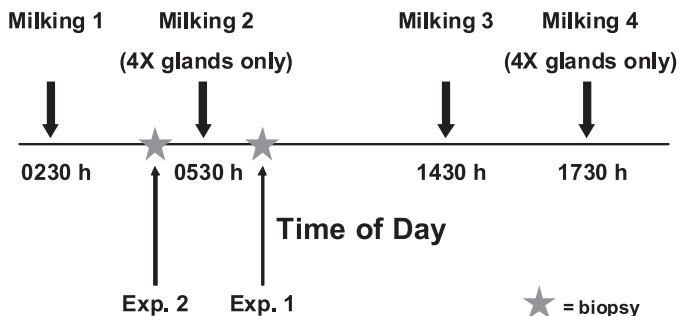 Milking 1 Milking 2 Milking 3 Milking 4
(4X glands only) (4X glands only)
0230 h 0530 h 1430 h 1730 h
Time of Day
Exp. 2 Exp. 1
= biopsy